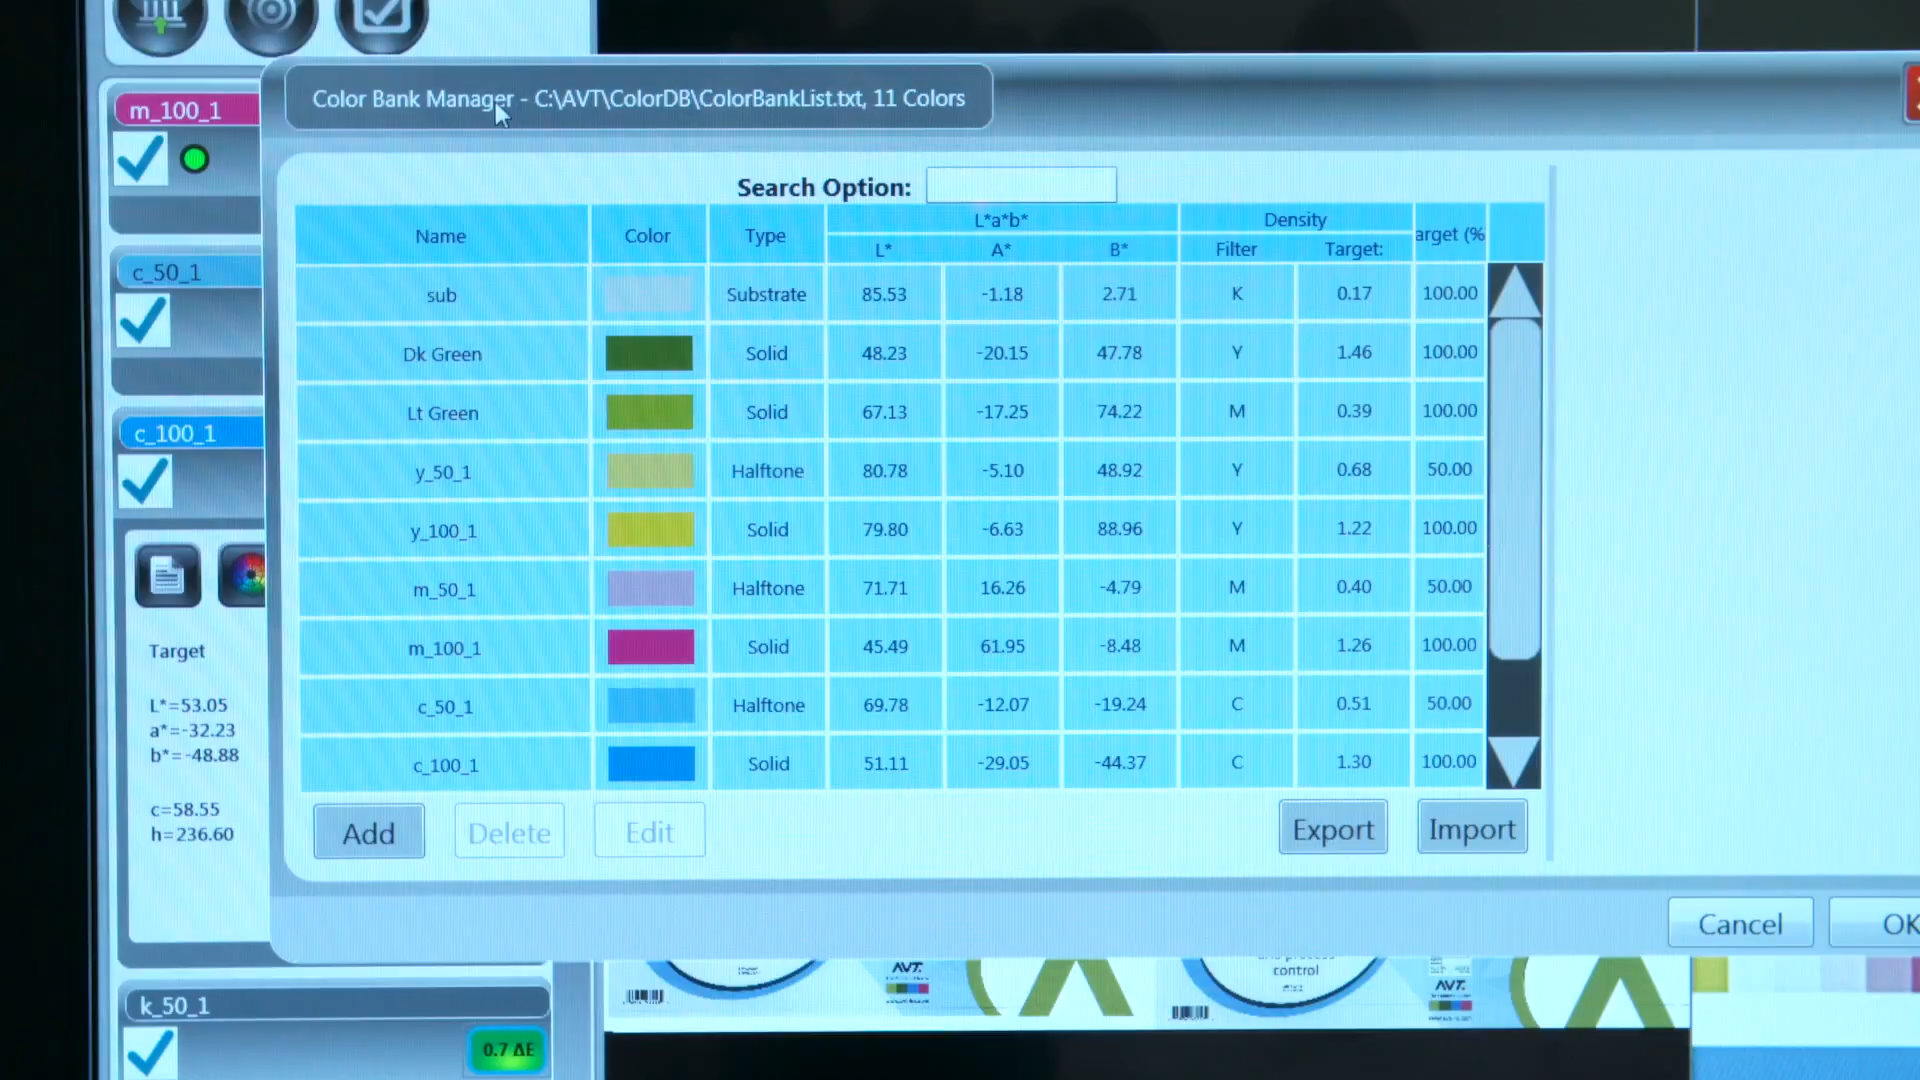 Color Bank Manager - C:\AVT\ColorDB\ColorBankList.txt, 11 Colors
m_100_1
c_50_1
c_100_1
Target
L*=53.05
a*=-32.23
b*=-48.88
c=58.55
h=236.60
k_50_1
0.7 ΔE
Search Option:
Name Color Type L*a*b* Density arget (%
L* A* B* Filter Target:
sub Substrate 85.53 -1.18 2.71 K 0.17 100.00
Dk Green Solid 48.23 -20.15 47.78 Y 1.46 100.00
Lt Green Solid 67.13 -17.25 74.22 M 0.39 100.00
y_50_1 Halftone 80.78 -5.10 48.92 Y 0.68 50.00
y_100_1 Solid 79.80 -6.63 88.96 Y 1.22 100.00
m_50_1 Halftone 71.71 16.26 -4.79 M 0.40 50.00
m_100_1 Solid 45.49 61.95 -8.48 M 1.26 100.00
c_50_1 Halftone 69.78 -12.07 -19.24 C 0.51 50.00
c_100_1 Solid 51.11 -29.05 -44.37 C 1.30 100.00
Add Delete Edit Export Import
Cancel OK
AVT.
control
AVT.